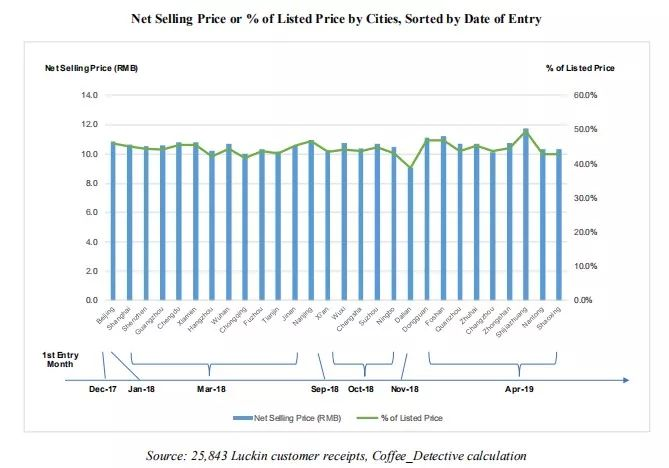 Net Selling Price or % of Listed Price by Cities, Sorted by Date of Entry
Net Selling Price (RMB)
% of Listed Price
14.0
12.0
10.0
8.0
6.0
4.0
2.0
0.0
60.0%
50.0%
40.0%
30.0%
20.0%
10.0%
0.0%
Beijing
Shanghai
Shenzhen
Guangzhou
Chengdu
Xiamen
Hangzhou
Wuhan
Chongqing
Fuzhou
Tianjin
Jinan
Nanjing
Xi'an
Wuxi
Changsha
Suzhou
Ningbo
Dalian
Dongguan
Foshan
Quanzhou
Zhuhai
Changzhou
Zhongshan
Shijiazhuang
Nantong
Shaoxing
1st Entry
Month
Dec-17
Jan-18
Mar-18
Sep-18
Oct-18
Nov-18
Apr-19
Net Selling Price (RMB)
% of Listed Price
Source: 25,843 Luckin customer receipts, Coffee_Detective calculation